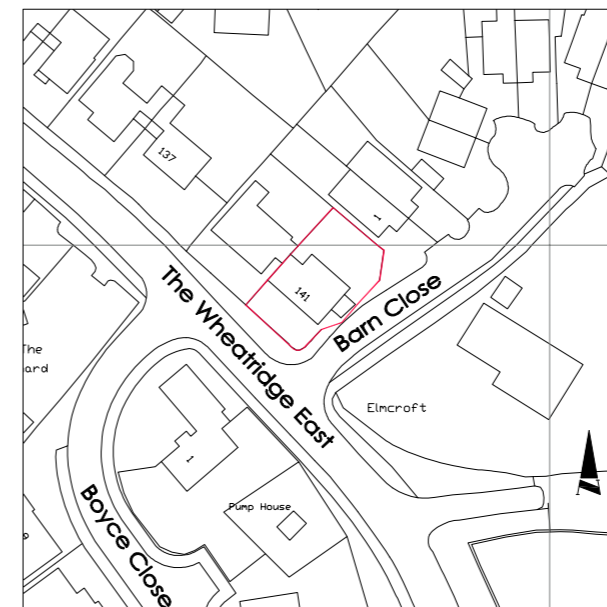 137
1
141
The Wheatridge East
Barn Close
The
ard
Elmcroft
1
Pump House
Boyce Close
N